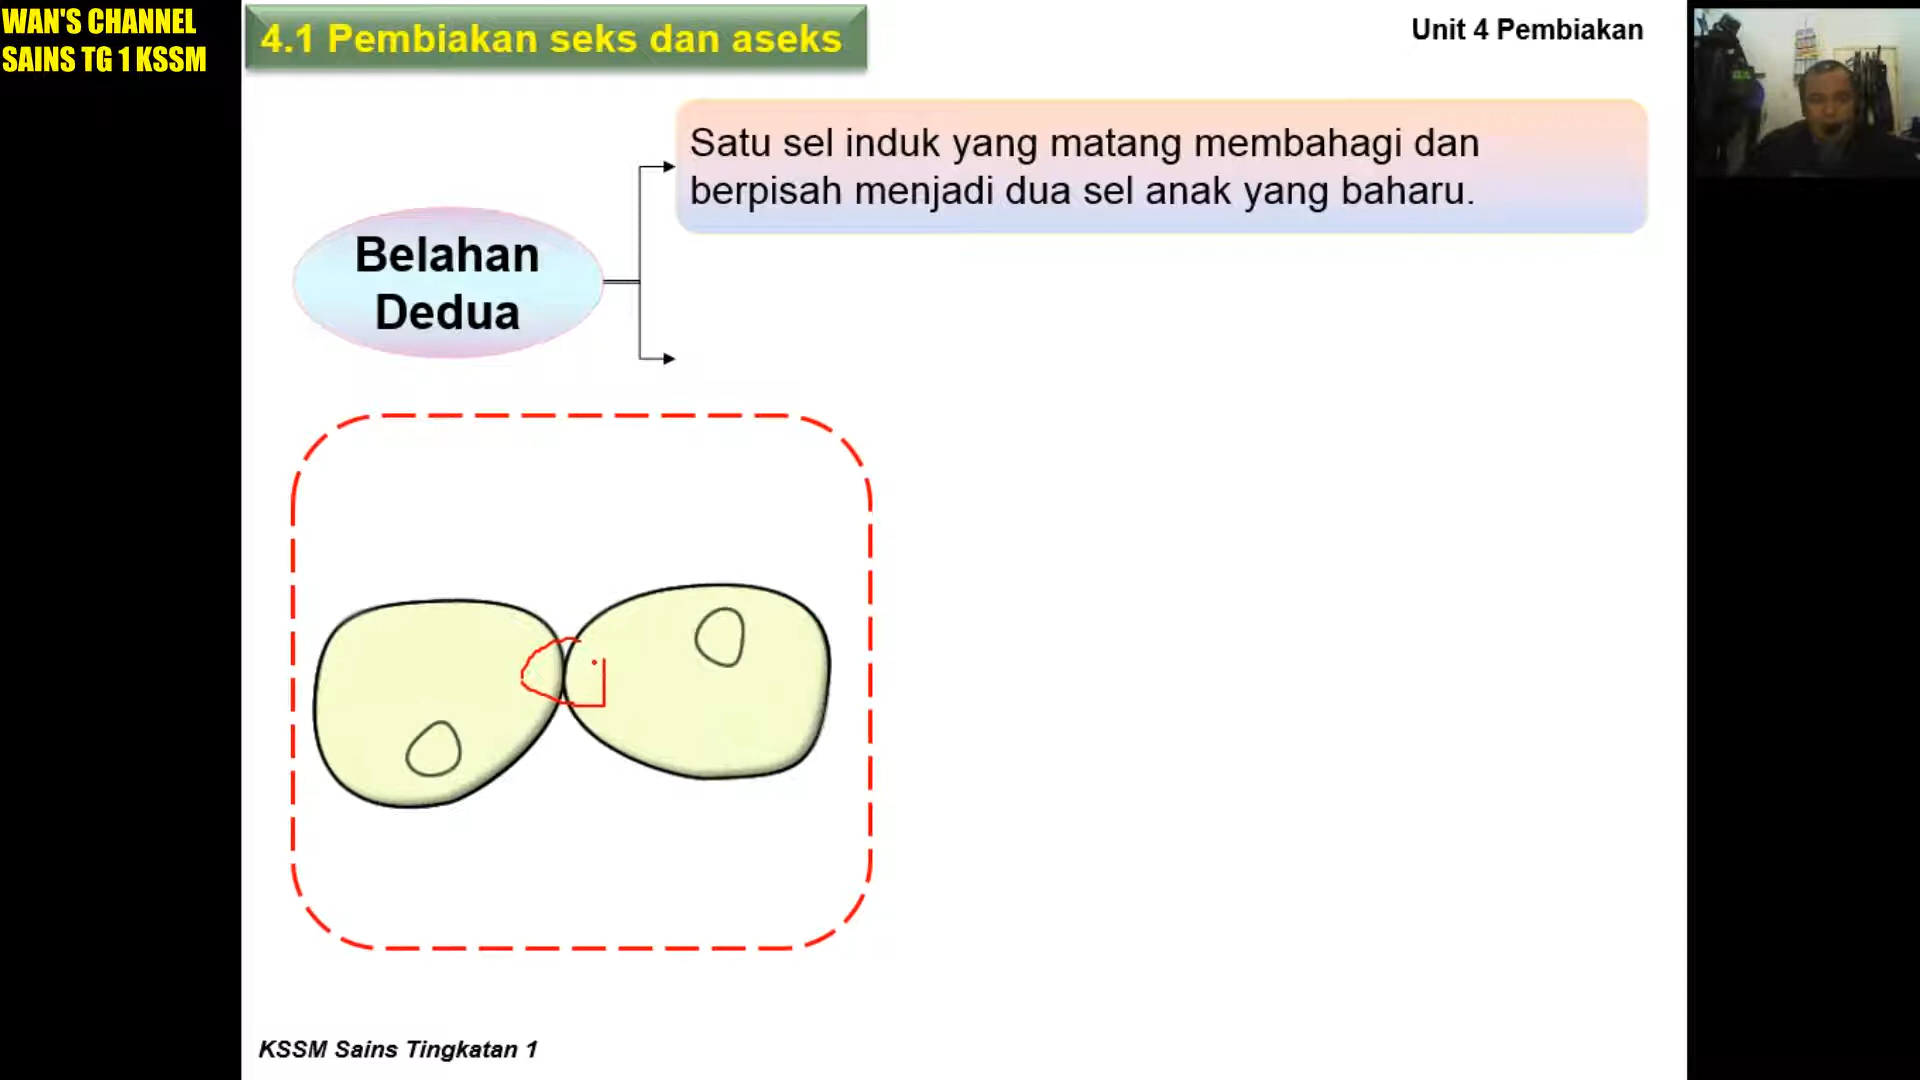 WAN'S CHANNEL
SAINS TG 1 KSSM
4.1 Pembiakan seks dan aseks
Unit 4 Pembiakan
Satu sel induk yang matang membahagi dan
berpisah menjadi dua sel anak yang baharu.
Belahan
Dedua
KSSM Sains Tingkatan 1